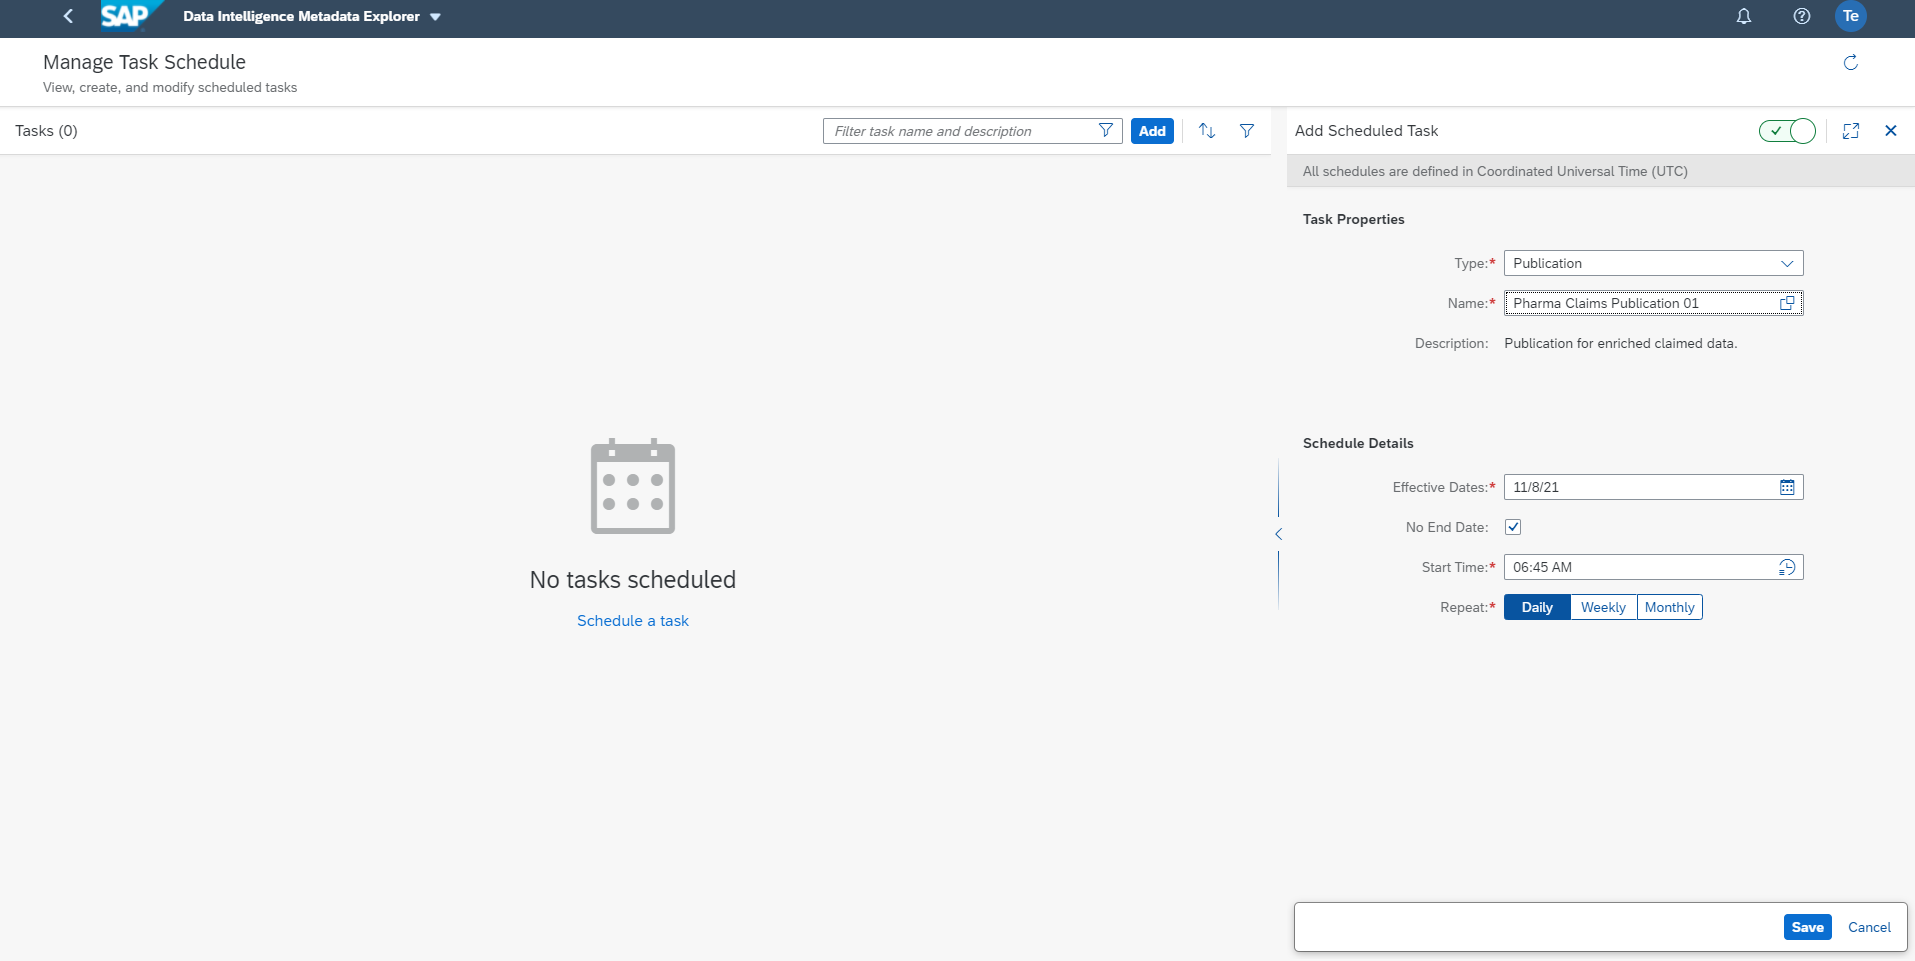 SAP
Data Intelligence Metadata Explorer
Te
Manage Task Schedule
View, create, and modify scheduled tasks
Tasks (0)
Filter task name and description
Add
No tasks scheduled
Schedule a task
Add Scheduled Task
All schedules are defined in Coordinated Universal Time (UTC)
Task Properties
Type:* Publication
Name:* Pharma Claims Publication 01
Description: Publication for enriched claimed data.
Schedule Details
Effective Dates:* 11/8/21
No End Date:
Start Time:* 06:45 AM
Repeat:* Daily Weekly Monthly
Save Cancel